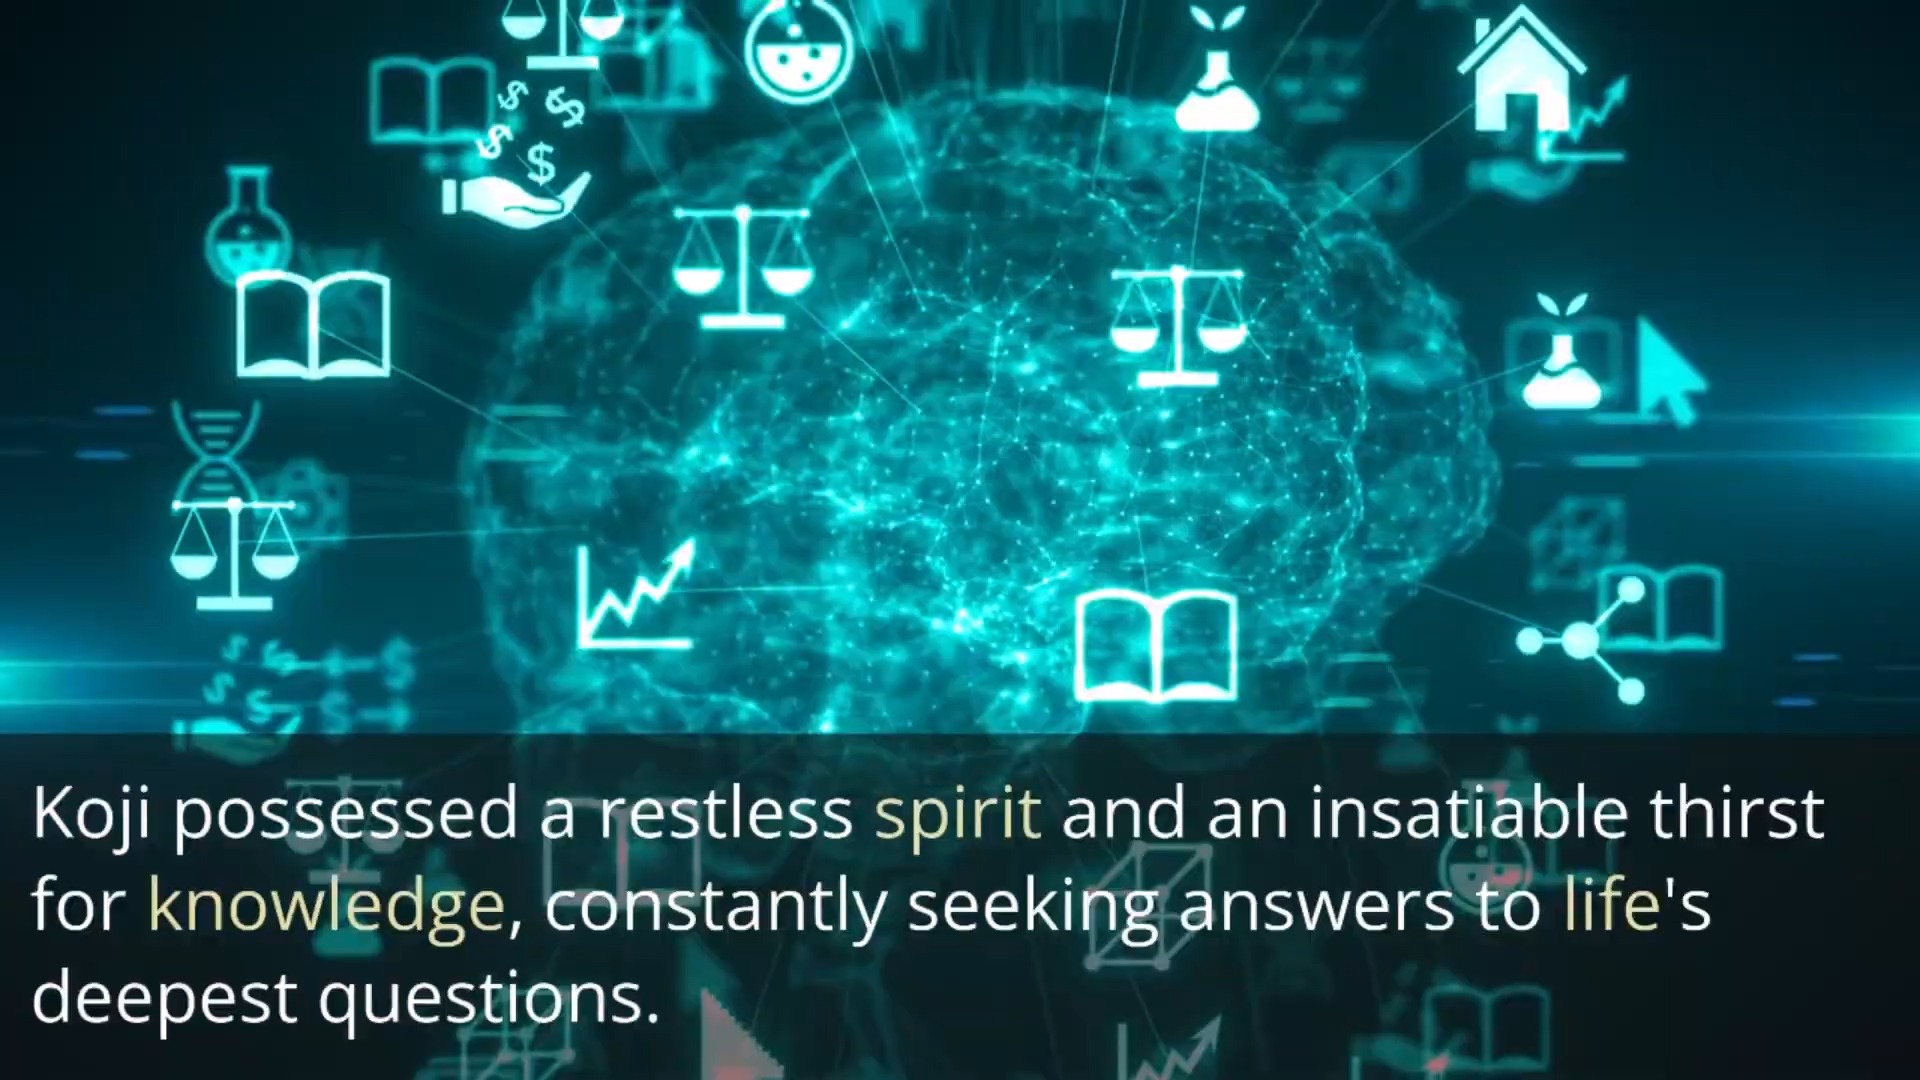 Koji possessed a restless spirit and an insatiable thirst
for knowledge, constantly seeking answers to life's
deepest questions.